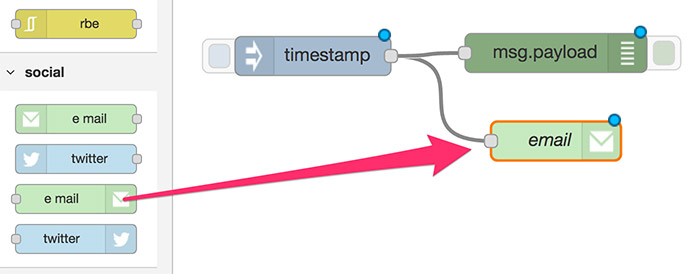 rbe
social
e mail
twitter
e mail
twitter
timestamp
msg.payload
email